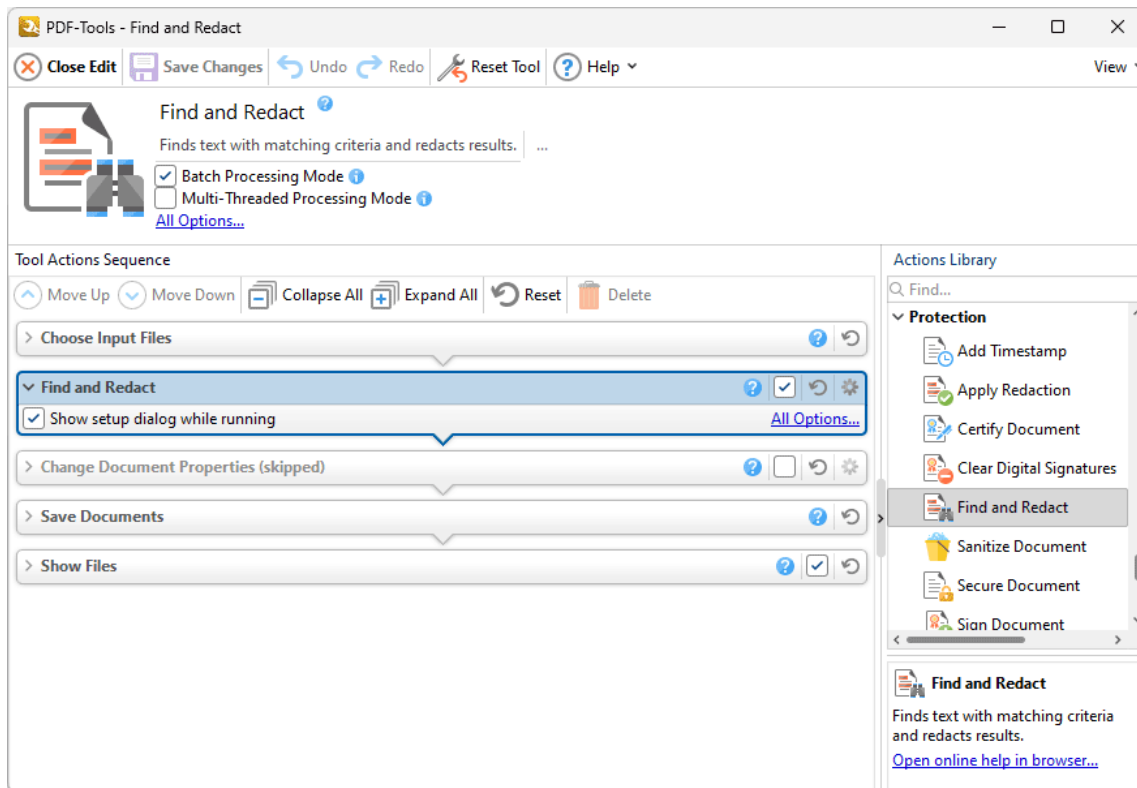 PDF-Tools - Find and Redact
Close Edit Save Changes Undo Redo Reset Tool Help View
Find and Redact
Finds text with matching criteria and redacts results. ...
Batch Processing Mode
Multi-Threaded Processing Mode
All Options...
Tool Actions Sequence
Move Up Move Down Collapse All Expand All Reset Delete
Choose Input Files
Find and Redact
Show setup dialog while running All Options...
Change Document Properties (skipped)
Save Documents
Show Files
Actions Library
Find...
Protection
Add Timestamp
Apply Redaction
Certify Document
Clear Digital Signatures
Find and Redact
Sanitize Document
Secure Document
Sign Document
Find and Redact
Finds text with matching criteria
and redacts results.
Open online help in browser...